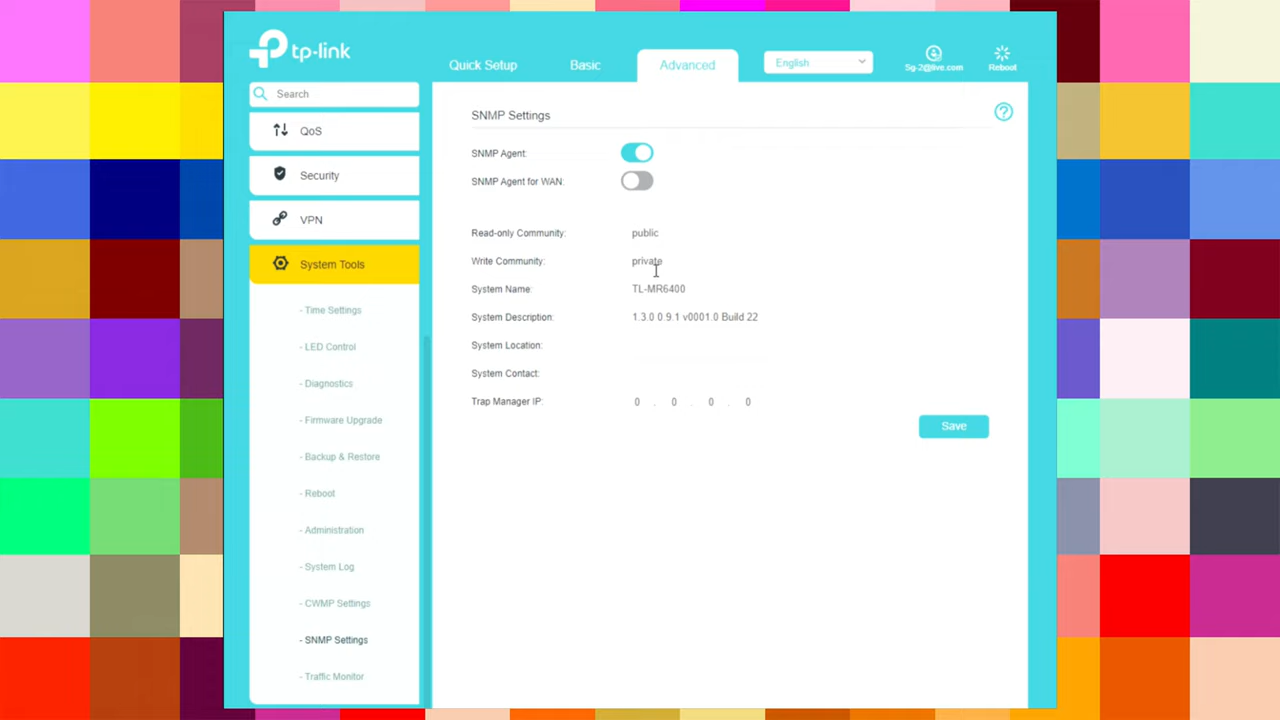 tp-link
Quick Setup
Basic
Advanced
English
Sg-2@live.com
Reboot
Search
QoS
Security
VPN
System Tools
- Time Settings
- LED Control
- Diagnostics
- Firmware Upgrade
- Backup & Restore
- Reboot
- Administration
- System Log
- CWMP Settings
- SNMP Settings
- Traffic Monitor
SNMP Settings
?
SNMP Agent:
SNMP Agent for WAN:
Read-only Community: public
Write Community: private
System Name: TL-MR6400
System Description: 1.3.0 0.9.1 v0001.0 Build 22
System Location:
System Contact:
Trap Manager IP: 0 . 0 . 0 . 0
Save